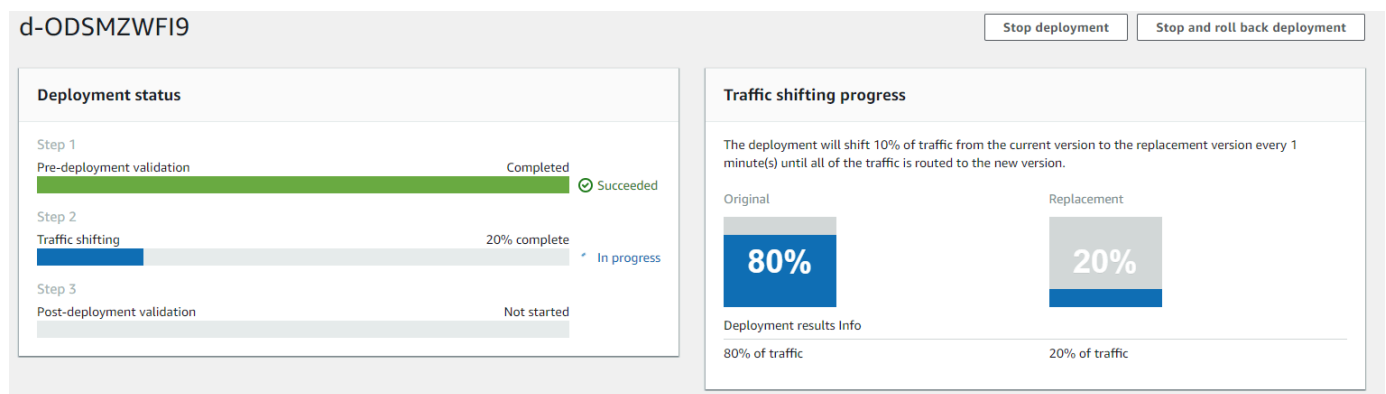 d-ODSMZWFI9
Stop deployment
Stop and roll back deployment
Deployment status
Step 1
Pre-deployment validation
Completed
Succeeded
Step 2
Traffic shifting
20% complete
In progress
Step 3
Post-deployment validation
Not started
Traffic shifting progress
The deployment will shift 10% of traffic from the current version to the replacement version every 1
minute(s) until all of the traffic is routed to the new version.
Original
Replacement
80%
20%
Deployment results Info
80% of traffic
20% of traffic